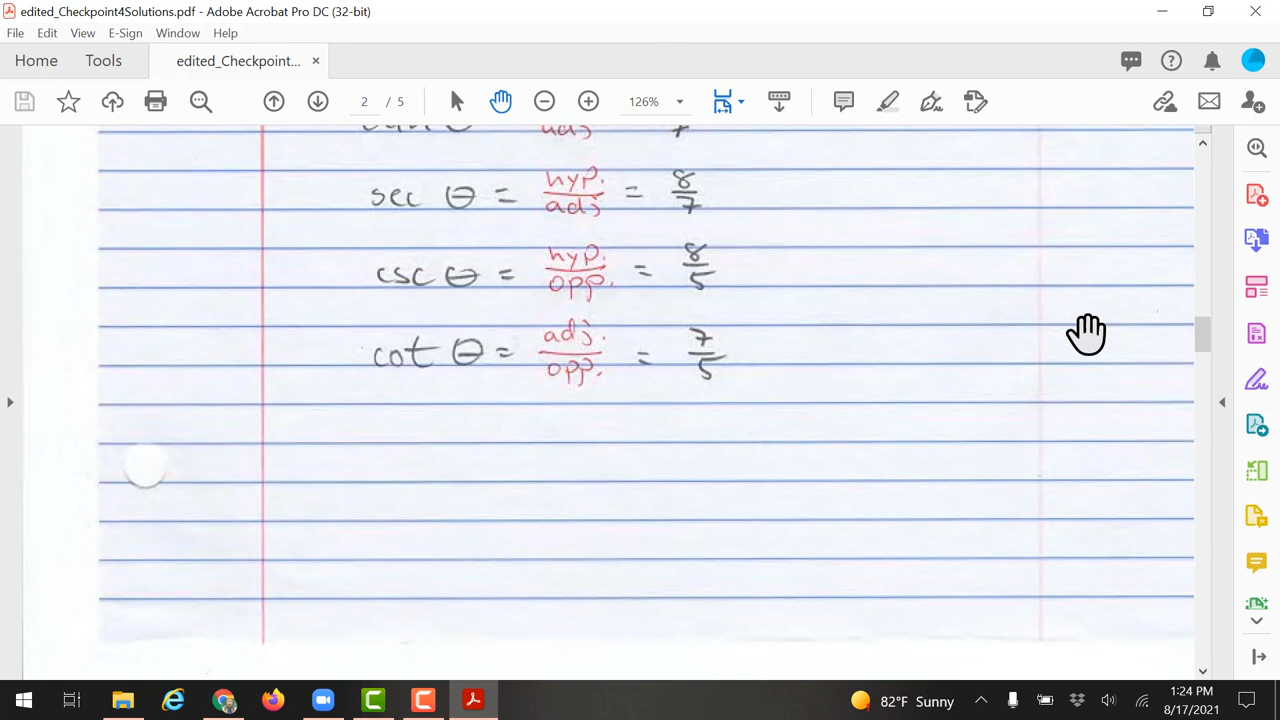 edited_Checkpoint4Solutions.pdf - Adobe Acrobat Pro DC (32-bit)
File Edit View E-Sign Window Help
Home Tools edited_Checkpoint... ×
2 / 5 126%
adj 7
sec θ = hyp. / adj = 8 / 7
csc θ = hyp. / opp. = 8 / 5
cot θ = adj. / opp. = 7 / 5
82°F Sunny
1:24 PM
8/17/2021